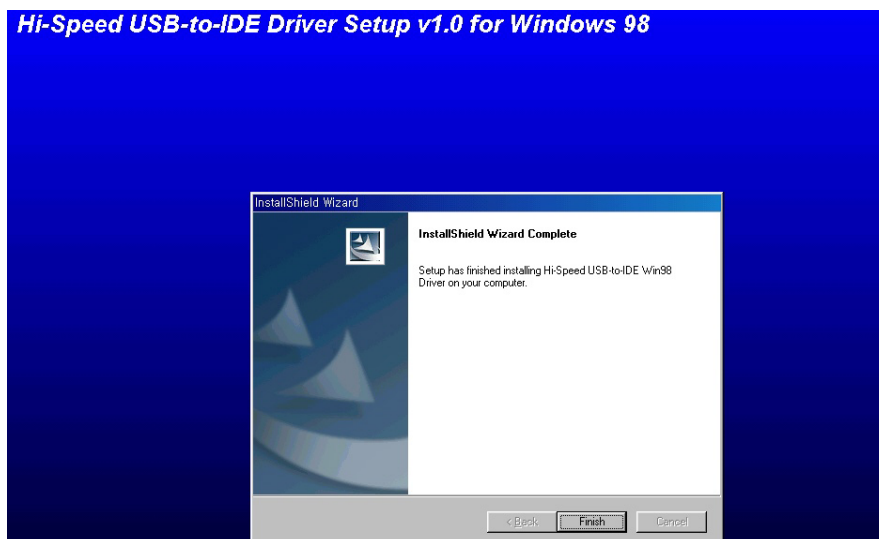 Hi-Speed USB-to-IDE Driver Setup v1.0 for Windows 98
InstallShield Wizard
InstallShield Wizard Complete
Setup has finished installing Hi-Speed USB-to-IDE Win98
Driver on your computer.
< Back Finish Cancel